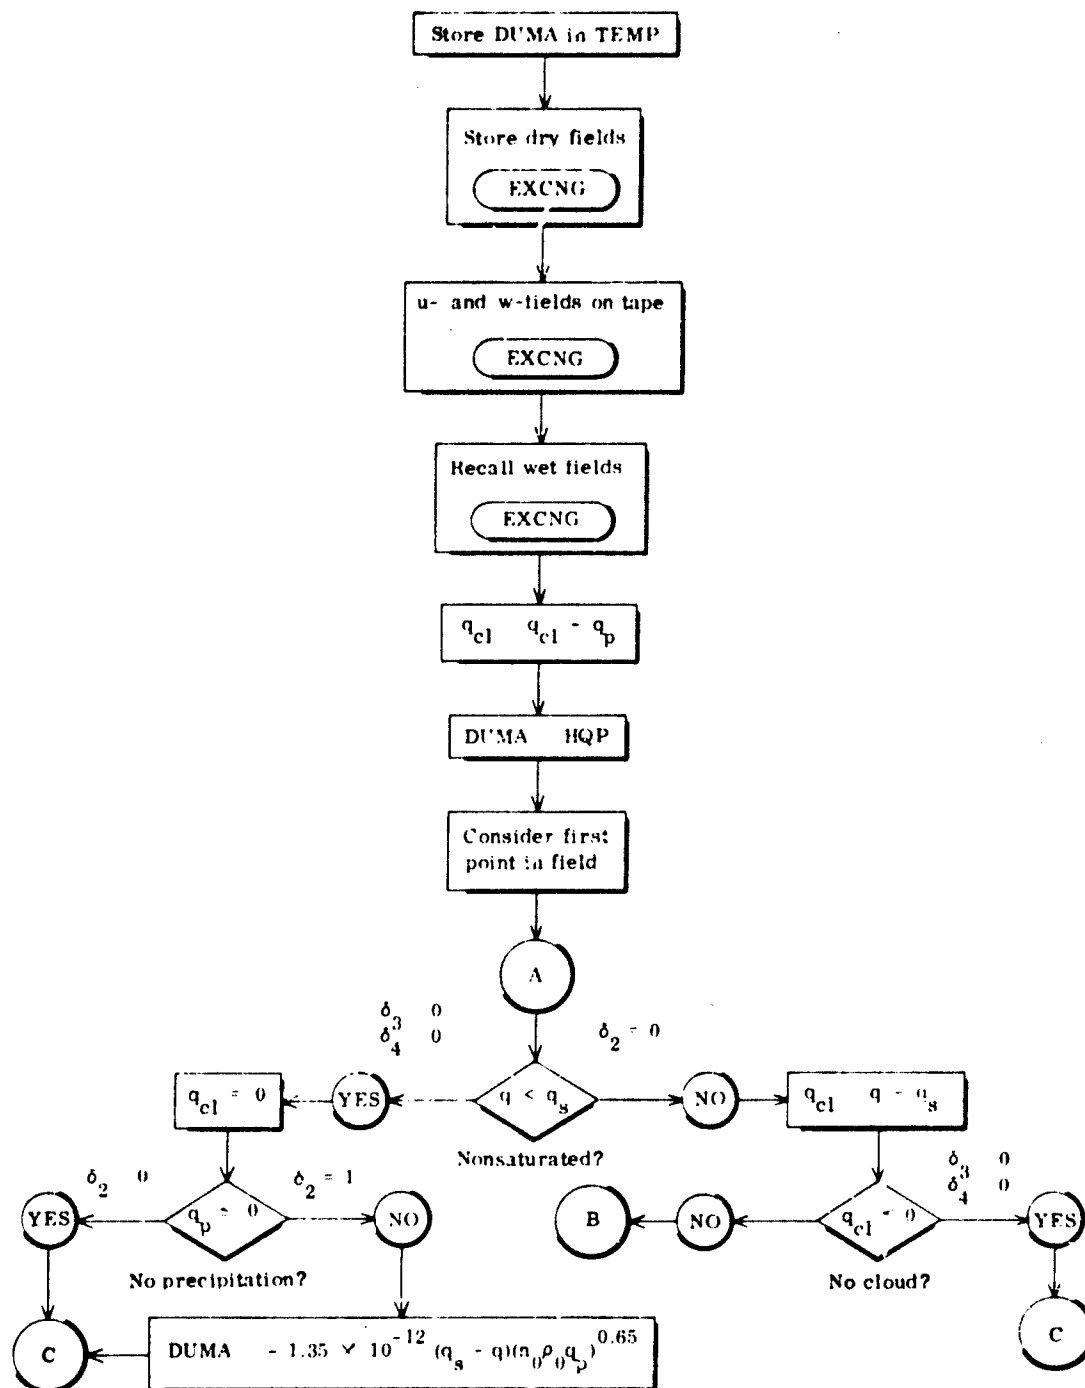 Store DUMA in TEMP
Store dry fields
EXCNG
u- and w-fields on tape
EXCNG
Recall wet fields
EXCNG
q_cl q_cl - q_p
DUMA HQP
Consider first
point in field
A
δ_3 0
δ_4 0
δ_2 = 0
q_cl = 0
YES
q < q_s
NO
q_cl q - q_s
Nonsaturated?
δ_2 0
δ_2 = 1
δ_3 0
δ_4 0
YES
q_p = 0
NO
B
NO
q_cl 0
YES
No precipitation?
No cloud?
C
DUMA - 1.35 × 10^-12 (q_s - q)(n_0 ρ_0 q_p)^0.65
C